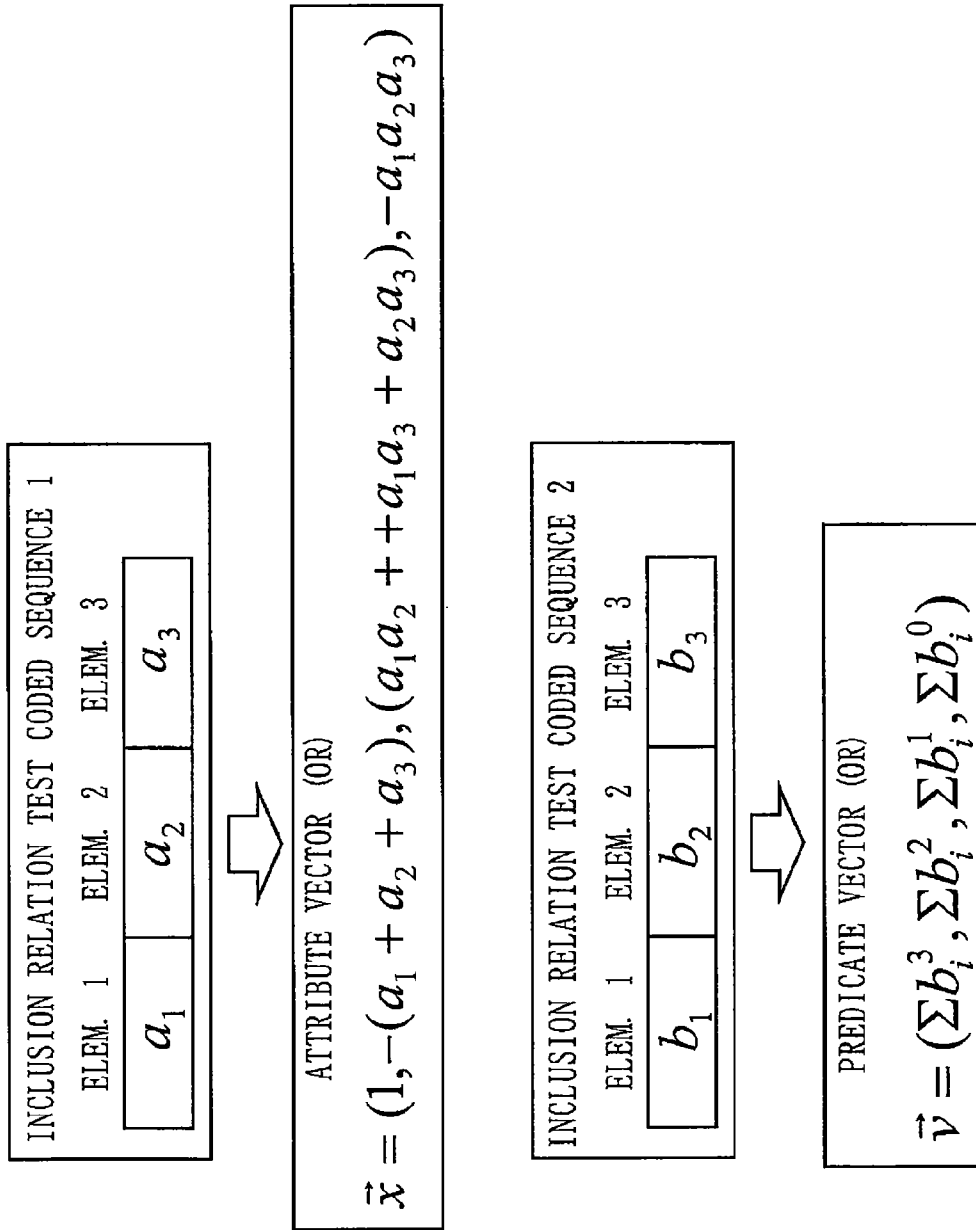 INCLUSION RELATION TEST CODED SEQUENCE 1
ELEM. 1 ELEM. 2 ELEM. 3
a₁ a₂ a₃
ATTRIBUTE VECTOR (OR)
x⃗ = (1,−(a₁ + a₂ + a₃),(a₁a₂ + +a₁a₃ + a₂a₃),−a₁a₂a₃)
INCLUSION RELATION TEST CODED SEQUENCE 2
ELEM. 1 ELEM. 2 ELEM. 3
b₁ b₂ b₃
PREDICATE VECTOR (OR)
v⃗ = (Σbᵢ³, Σbᵢ², Σbᵢ¹, Σbᵢ⁰)